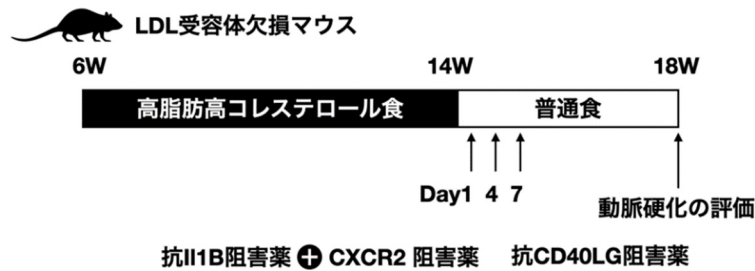 LDL受容体欠損マウス
6W 14W 18W
高脂肪高コレステロール食 普通食
Day1 4 7
動脈硬化の評価
抗Il1B阻害薬 + CXCR2 阻害薬 抗CD40LG阻害薬